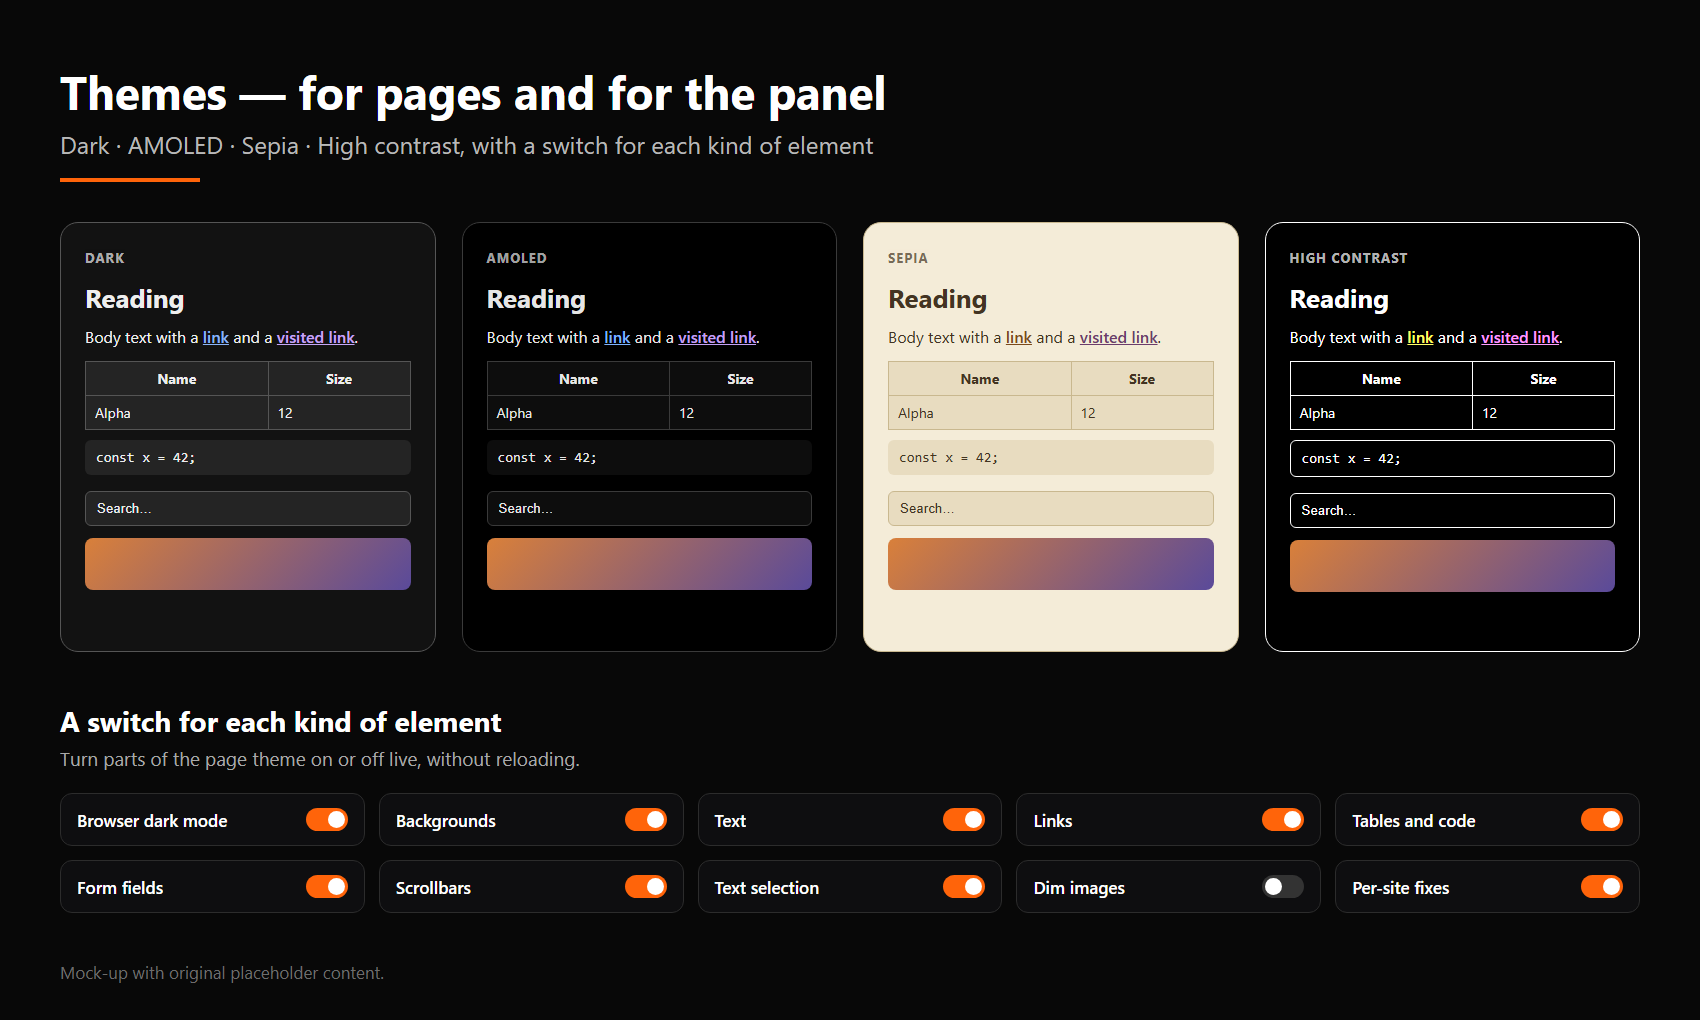 Themes — for pages and for the panel
Dark · AMOLED · Sepia · High contrast, with a switch for each kind of element
DARK
Reading
Body text with a link and a visited link.
Name Size
Alpha 12
const x = 42;
Search...
AMOLED
Reading
Body text with a link and a visited link.
Name Size
Alpha 12
const x = 42;
Search...
SEPIA
Reading
Body text with a link and a visited link.
Name Size
Alpha 12
const x = 42;
Search...
HIGH CONTRAST
Reading
Body text with a link and a visited link.
Name Size
Alpha 12
const x = 42;
Search...
A switch for each kind of element
Turn parts of the page theme on or off live, without reloading.
Browser dark mode
Backgrounds
Text
Links
Tables and code
Form fields
Scrollbars
Text selection
Dim images
Per-site fixes
Mock-up with original placeholder content.